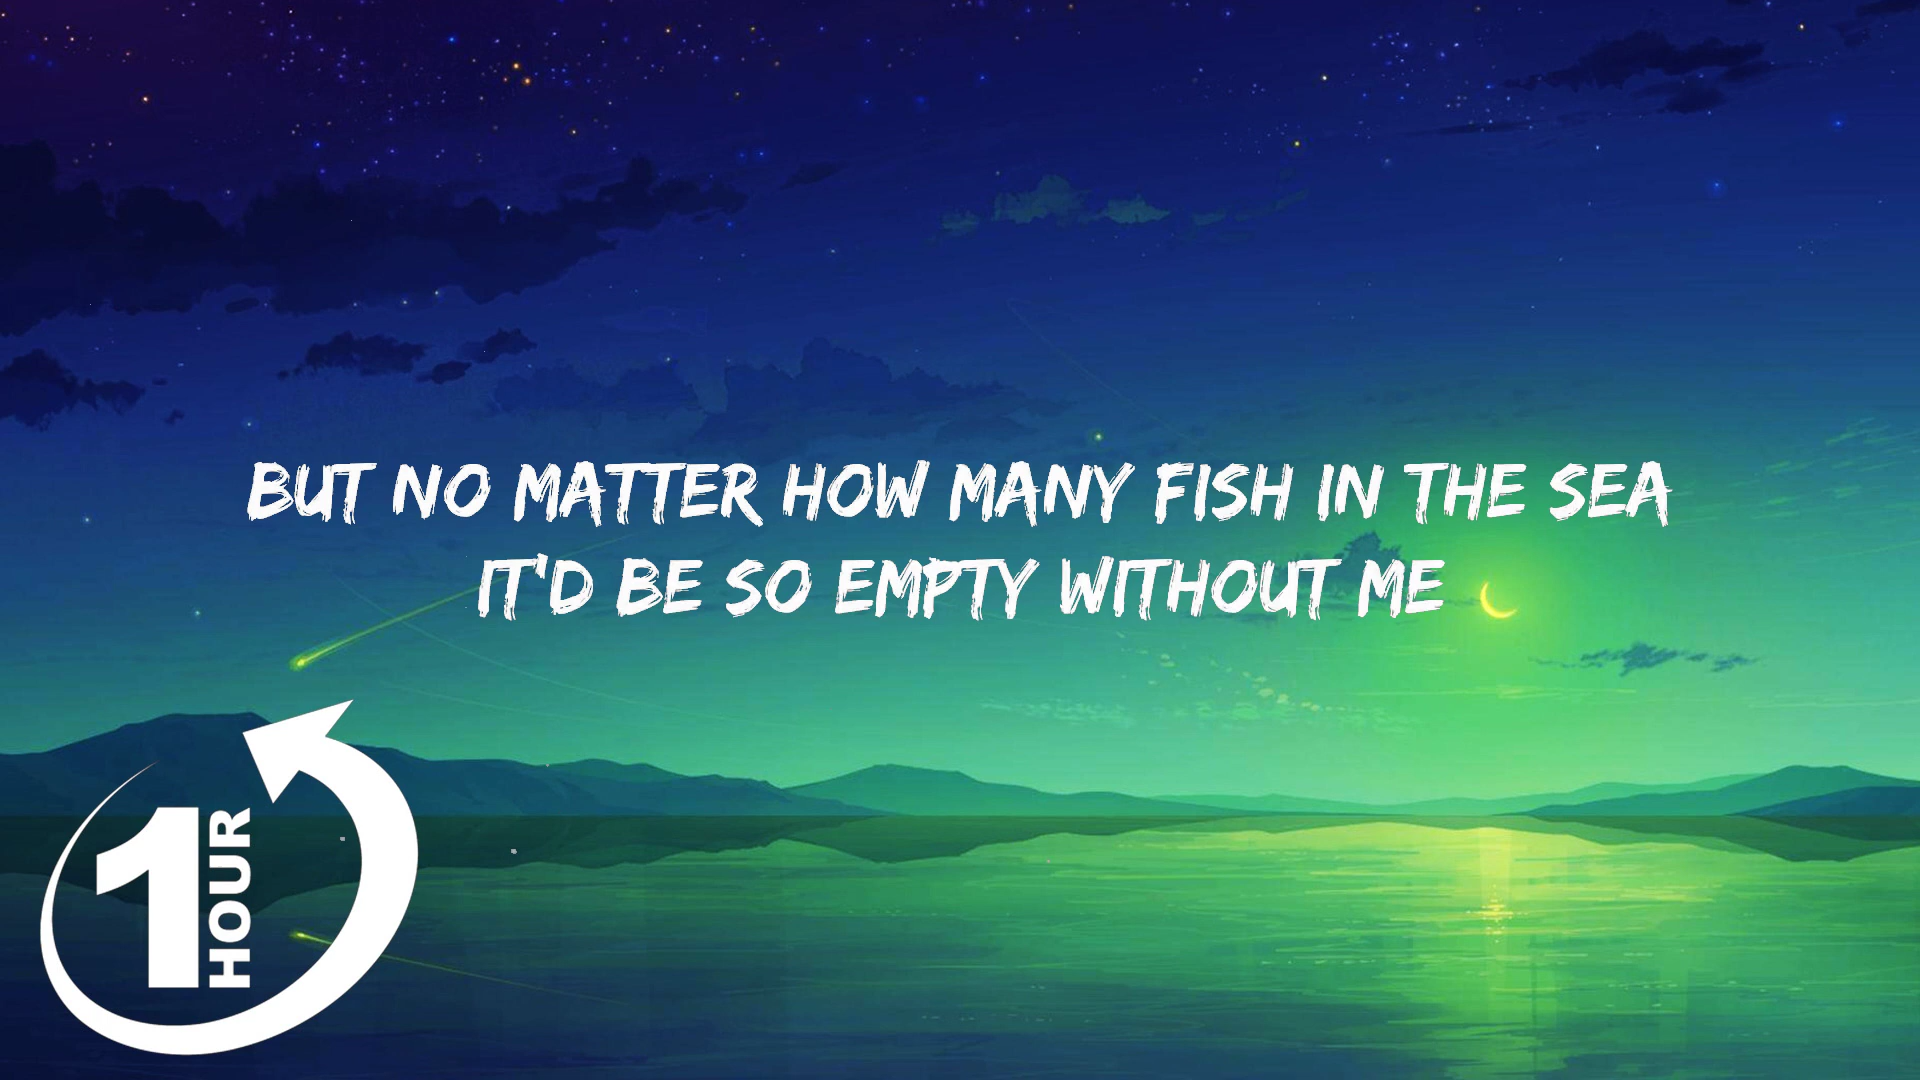 BUT NO MATTER HOW MANY FISH IN THE SEA
IT'D BE SO EMPTY WITHOUT ME
1
HOUR